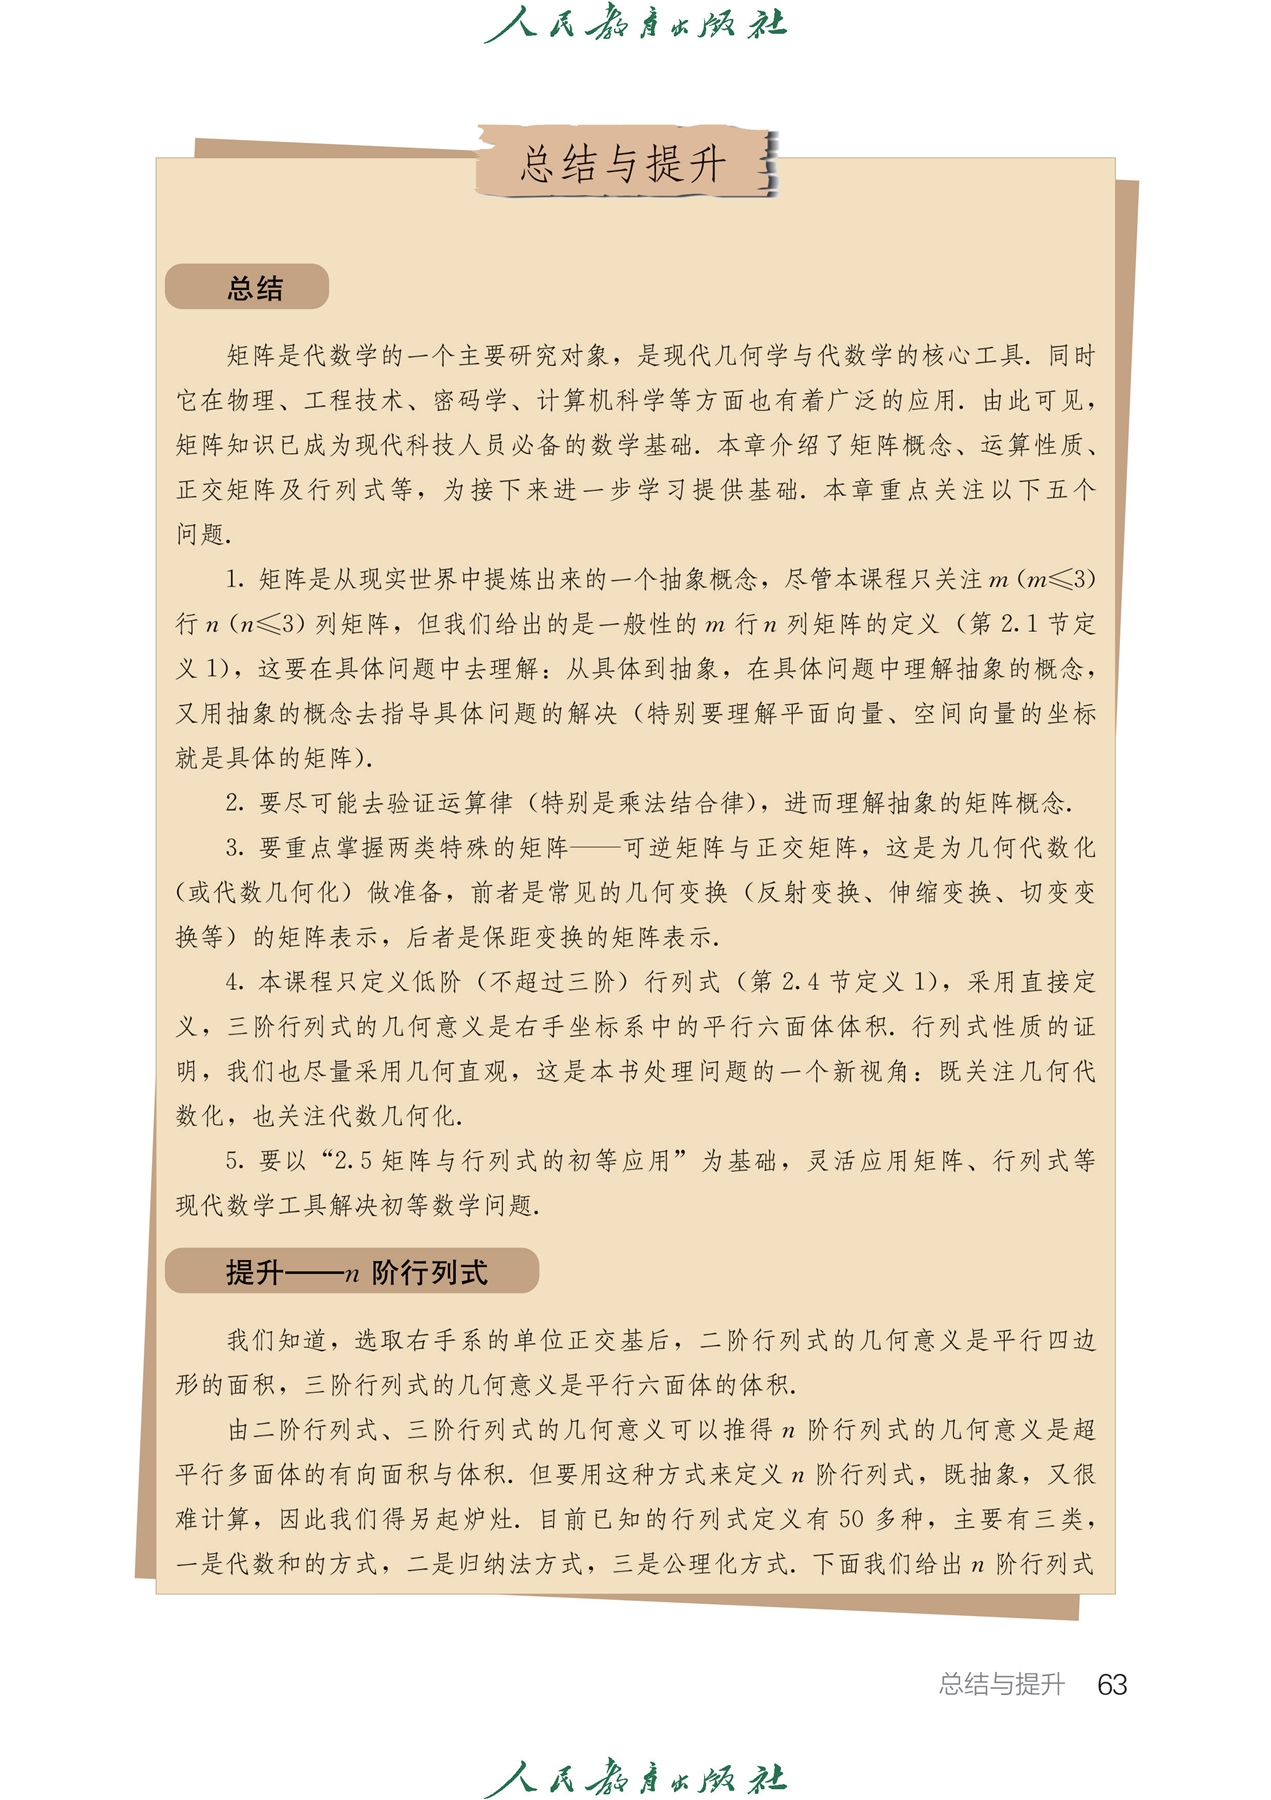 人民教育出版社
总结与提升
总结
矩阵是代数学的一个主要研究对象，是现代几何学与代数学的核心工具. 同时
它在物理、工程技术、密码学、计算机科学等方面也有着广泛的应用. 由此可见，
矩阵知识已成为现代科技人员必备的数学基础. 本章介绍了矩阵概念、运算性质、
正交矩阵及行列式等，为接下来进一步学习提供基础. 本章重点关注以下五个
问题.
1. 矩阵是从现实世界中提炼出来的一个抽象概念，尽管本课程只关注 m (m≤3)
行 n (n≤3) 列矩阵，但我们给出的是一般性的 m 行 n 列矩阵的定义（第 2.1 节定
义 1），这要在具体问题中去理解：从具体到抽象，在具体问题中理解抽象的概念，
又用抽象的概念去指导具体问题的解决（特别要理解平面向量、空间向量的坐标
就是具体的矩阵）.
2. 要尽可能去验证运算律（特别是乘法结合律），进而理解抽象的矩阵概念.
3. 要重点掌握两类特殊的矩阵——可逆矩阵与正交矩阵，这是为几何代数化
（或代数几何化）做准备，前者是常见的几何变换（反射变换、伸缩变换、切变变
换等）的矩阵表示，后者是保距变换的矩阵表示.
4. 本课程只定义低阶（不超过三阶）行列式（第 2.4 节定义 1），采用直接定
义，三阶行列式的几何意义是右手坐标系中的平行六面体体积. 行列式性质的证
明，我们也尽量采用几何直观，这是本书处理问题的一个新视角：既关注几何代
数化，也关注代数几何化.
5. 要以“2.5 矩阵与行列式的初等应用”为基础，灵活应用矩阵、行列式等
现代数学工具解决初等数学问题.
提升——n 阶行列式
我们知道，选取右手系的单位正交基后，二阶行列式的几何意义是平行四边
形的面积，三阶行列式的几何意义是平行六面体的体积.
由二阶行列式、三阶行列式的几何意义可以推得 n 阶行列式的几何意义是超
平行多面体的有向面积与体积. 但要用这种方式来定义 n 阶行列式，既抽象，又很
难计算，因此我们得另起炉灶. 目前已知的行列式定义有 50 多种，主要有三类，
一是代数和的方式，二是归纳法方式，三是公理化方式. 下面我们给出 n 阶行列式
总结与提升 63
人民教育出版社